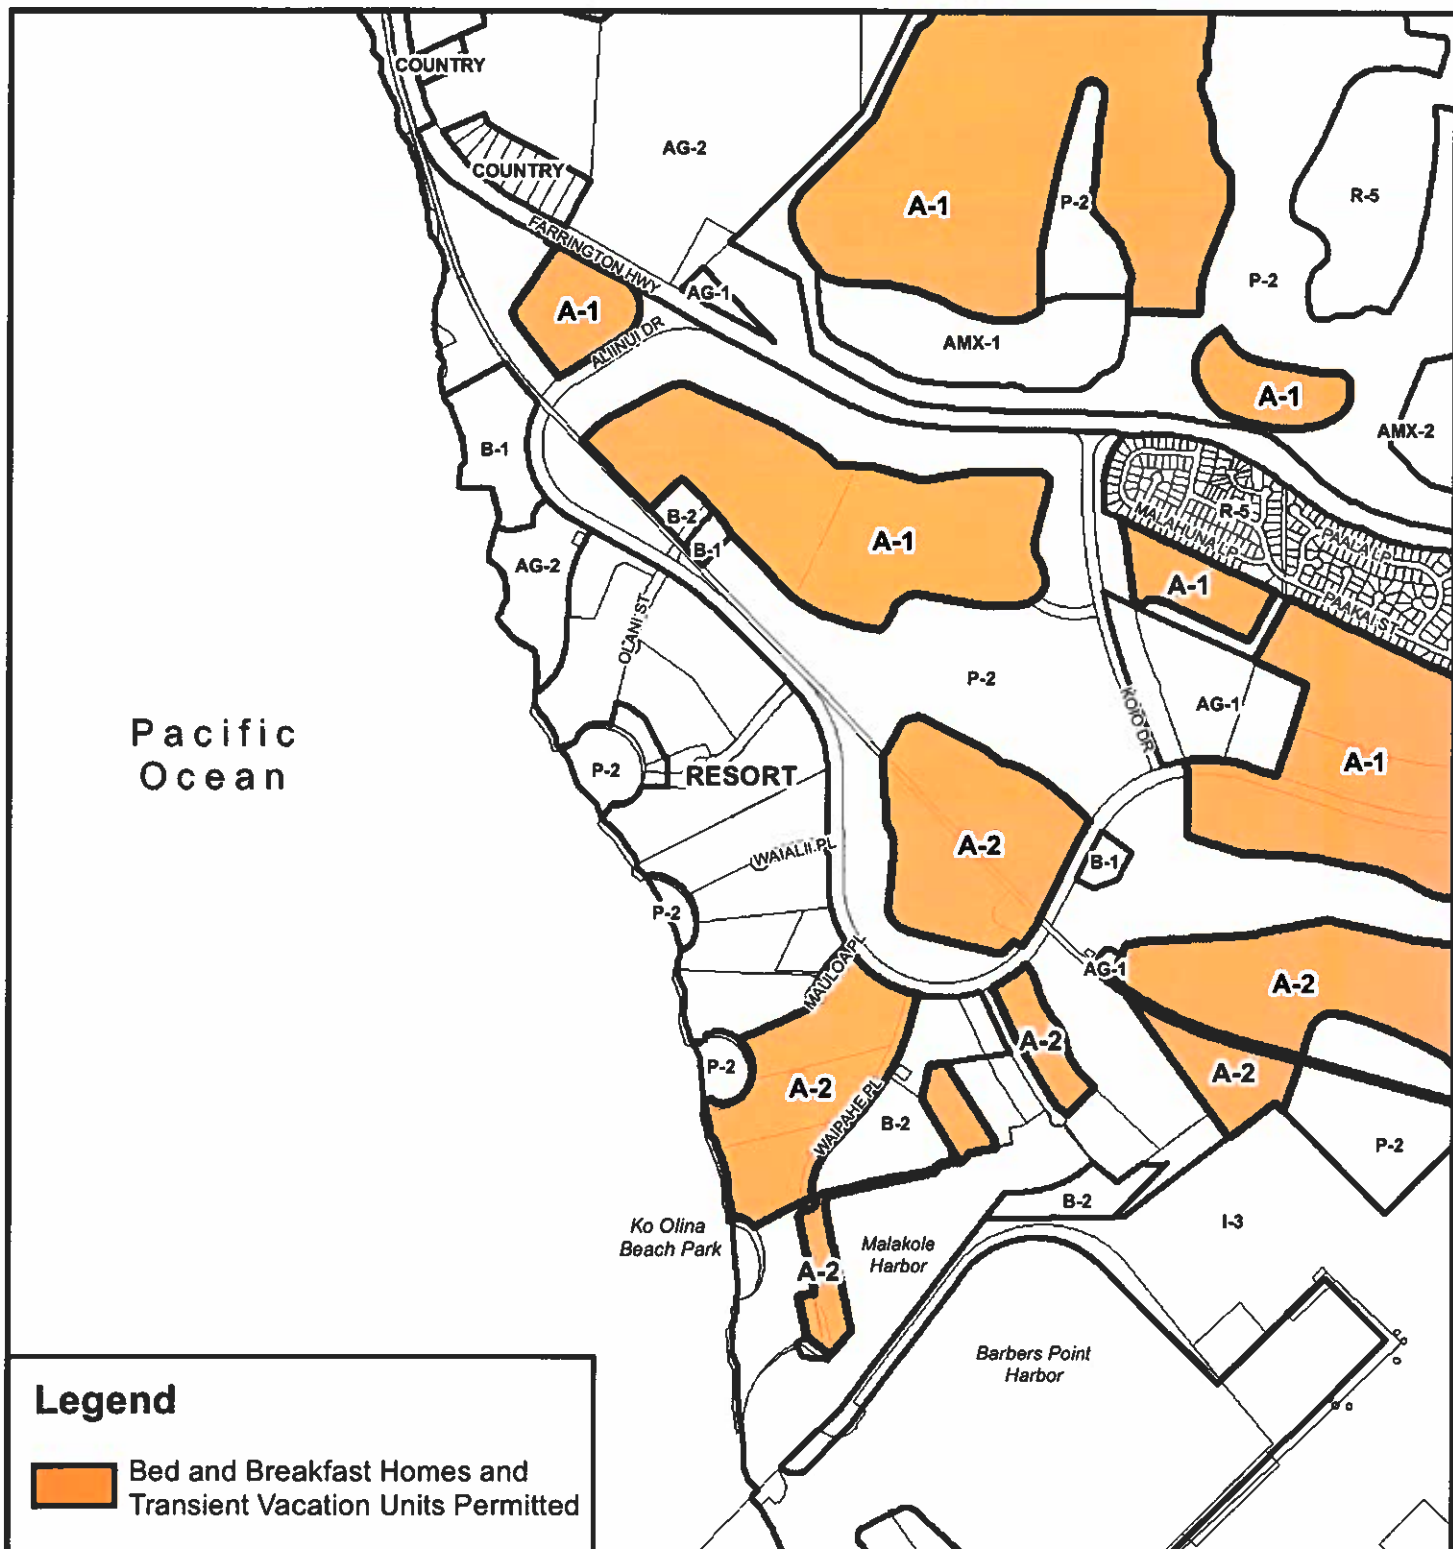 COUNTRY
COUNTRY
AG-2
A-1
P-2
R-5
FARRINGTON HWY
AG-1
P-2
A-1
ALIINUI DR
AMX-1
A-1
AMX-2
B-1
B-2
B-1
A-1
R-5
MALAHUNA LP
PAALA LP
AG-2
A-1
PAAKAI ST
OLANI ST
P-2
AG-1
KOIO DR
Pacific
Ocean
P-2
RESORT
A-1
A-2
WAIALII PL
B-1
P-2
MAULOA PL
AG-1
A-2
A-2
P-2
A-2
A-2
WAIPAHE PL
B-2
P-2
B-2
I-3
Ko Olina
Beach Park
Malakole
Harbor
A-2
Barbers Point
Harbor
Legend
Bed and Breakfast Homes and
Transient Vacation Units Permitted